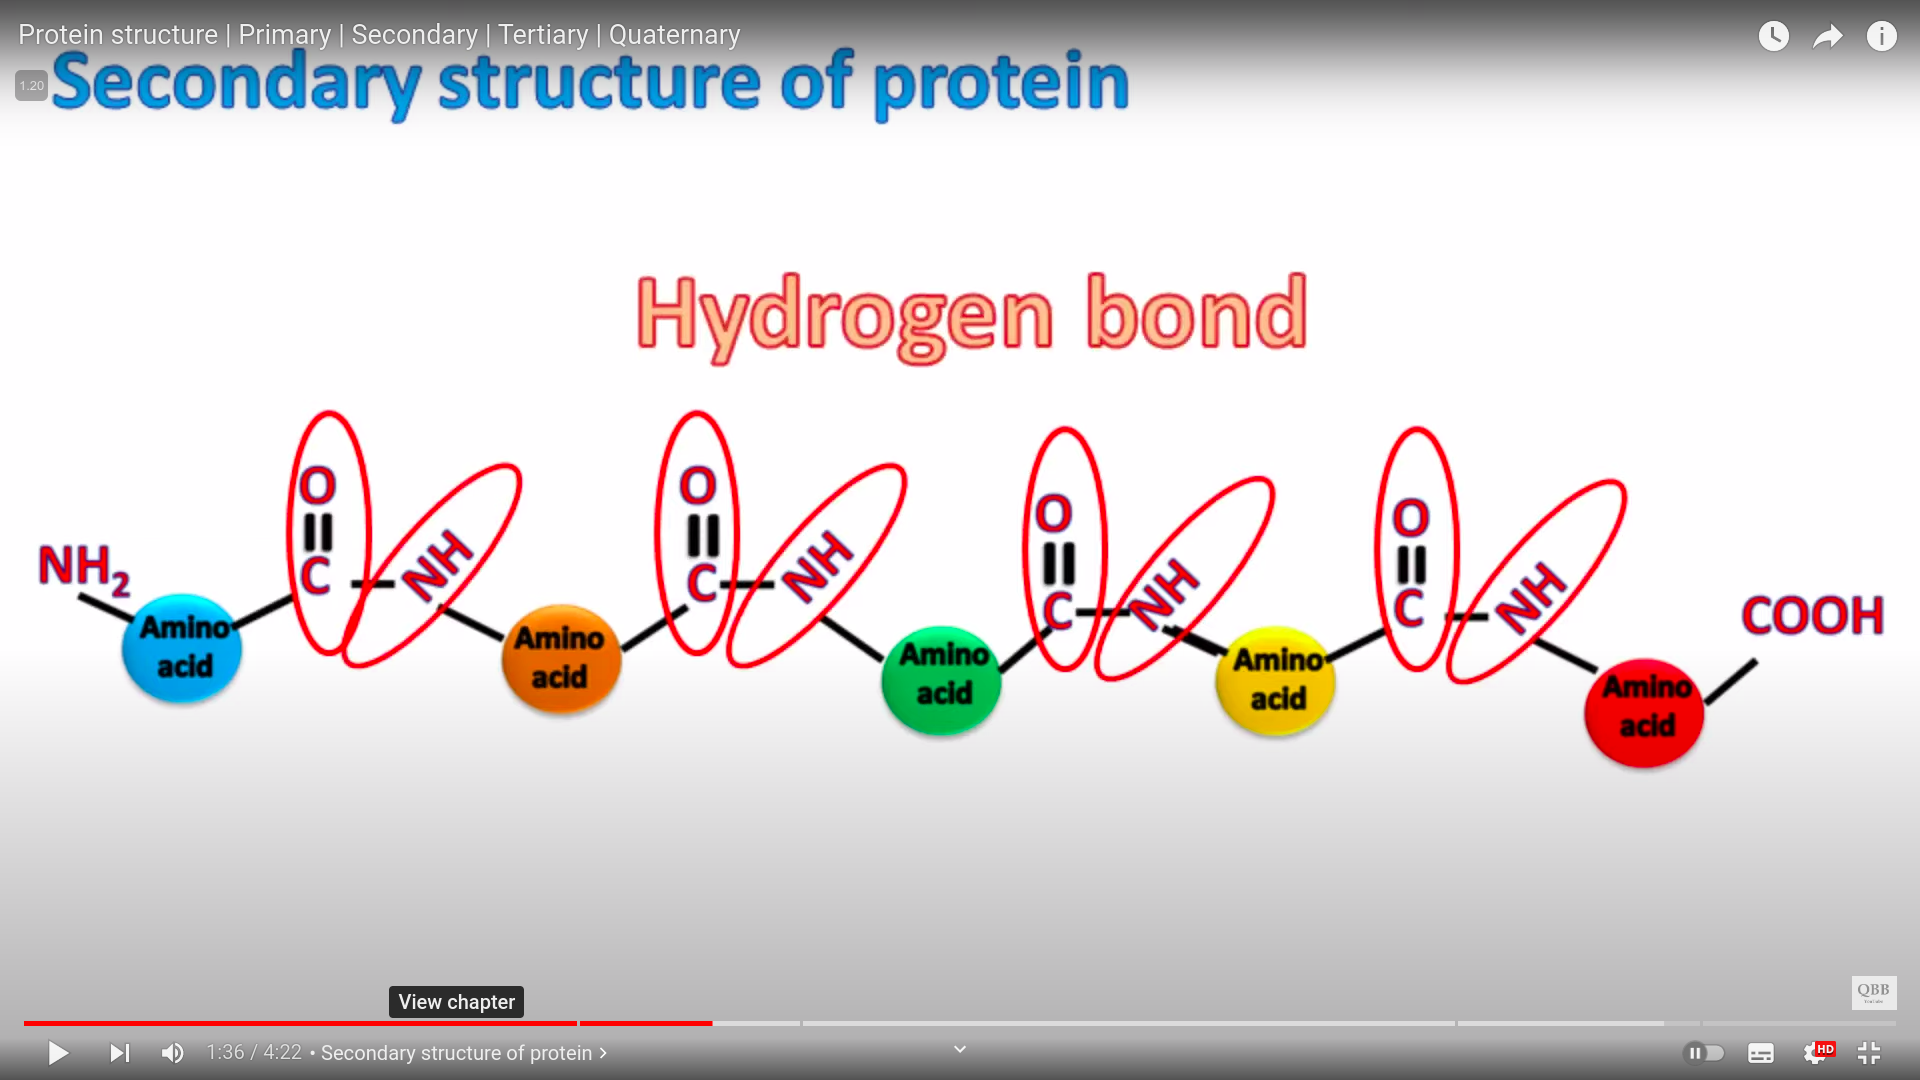 Protein structure | Primary | Secondary | Tertiary | Quaternary
1.20
Secondary structure of protein
Hydrogen bond
O O O O
C NH C NH C NH C NH
NH2 COOH
Amino acid
Amino acid
Amino acid
Amino acid
Amino acid
QBB
YouTube
View chapter
1:36 / 4:22 • Secondary structure of protein >
HD